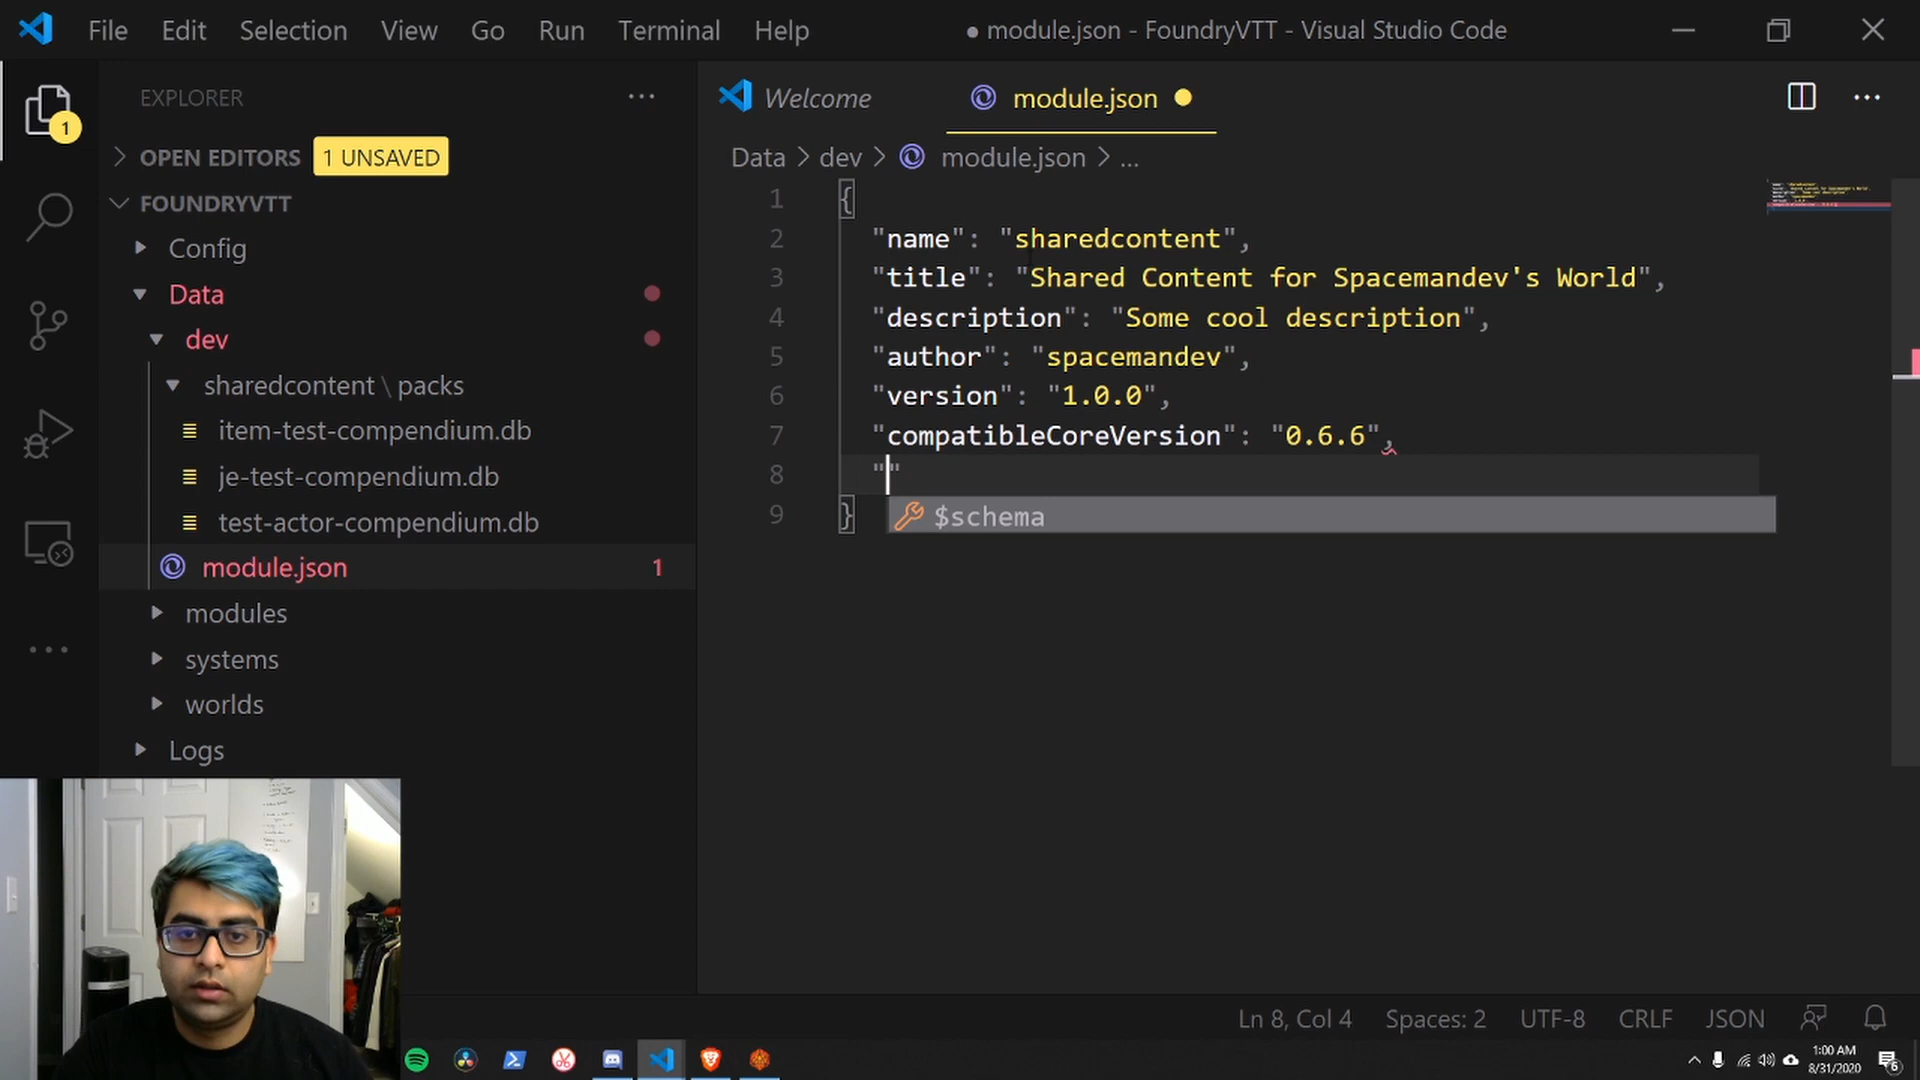 File Edit Selection View Go Run Terminal Help
● module.json - FoundryVTT - Visual Studio Code
EXPLORER
OPEN EDITORS 1 UNSAVED
FOUNDRYVTT
Config
Data
dev
sharedcontent \ packs
item-test-compendium.db
je-test-compendium.db
test-actor-compendium.db
module.json 1
modules
systems
worlds
Logs
1
Welcome module.json
Data > dev > module.json > ...
1 {
2 "name": "sharedcontent",
3 "title": "Shared Content for Spacemandev's World",
4 "description": "Some cool description",
5 "author": "spacemandev",
6 "version": "1.0.0",
7 "compatibleCoreVersion": "0.6.6",
8 ""
9 }
$schema
Ln 8, Col 4 Spaces: 2 UTF-8 CRLF JSON
1:00 AM
8/31/2020
6